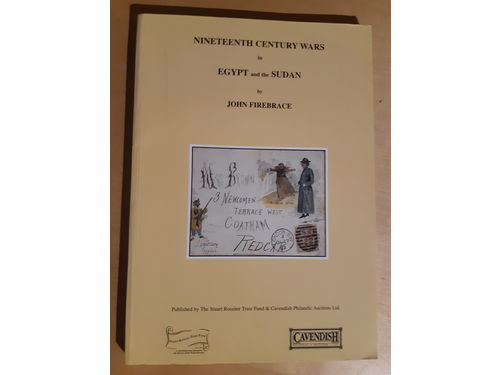 NINETEENTH CENTURY WARS
in
EGYPT and the SUDAN
by
JOHN FIREBRACE
Mrs Brown
3 NEWCOMEN
TERRACE WEST
COATHAM
REDCAR
Published by The Stuart Rossiter Trust Fund & Cavendish Philatelic Auctions Ltd.
CAVENDISH